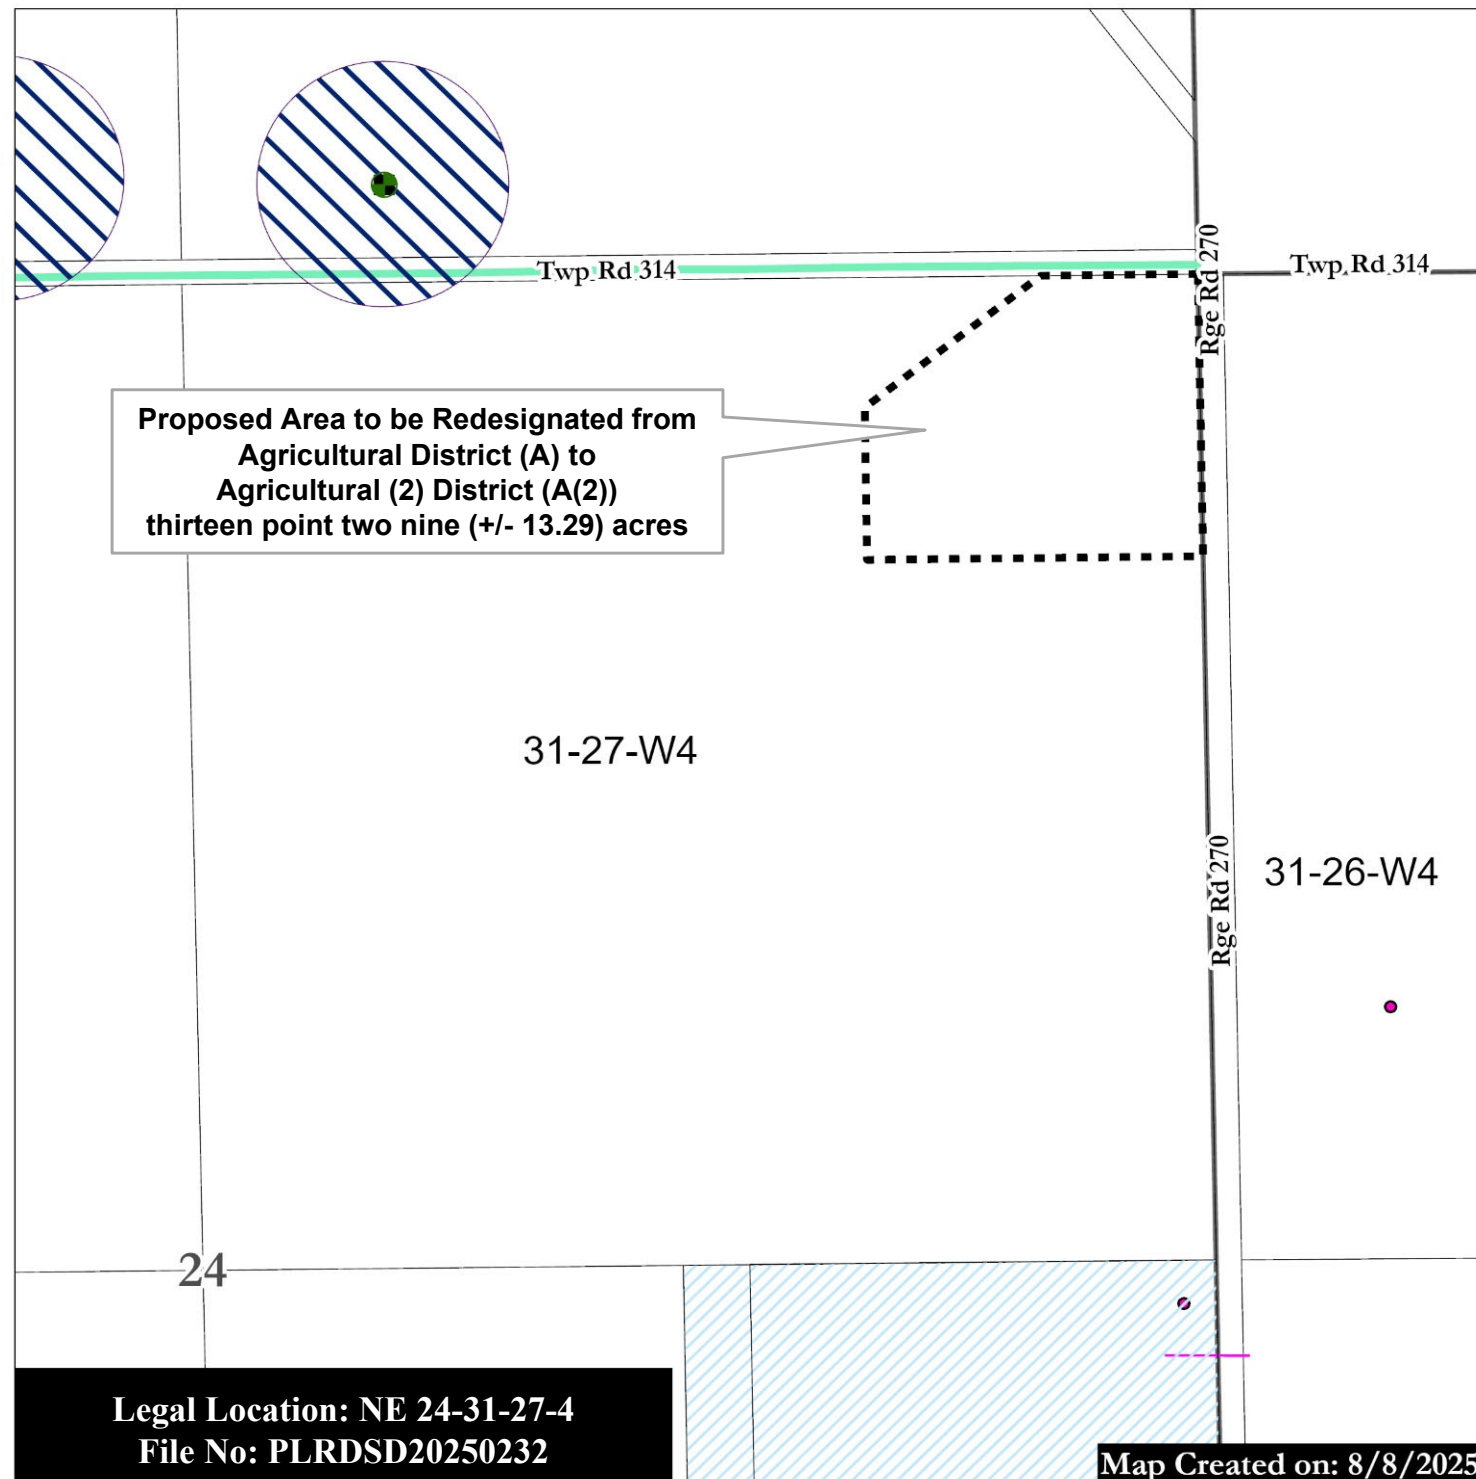 Twp Rd 314
Rge Rd 270
Twp Rd 314
Proposed Area to be Redesignated from
Agricultural District (A) to
Agricultural (2) District (A(2))
thirteen point two nine (+/- 13.29) acres
31-27-W4
Rge Rd 270
31-26-W4
24
Legal Location: NE 24-31-27-4
File No: PLRDSD20250232
Map Created on: 8/8/2025